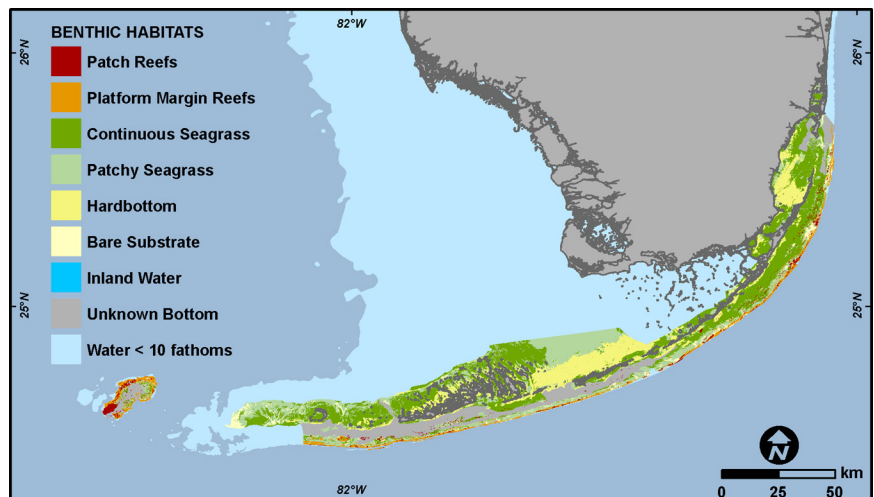 82°W
26°N
26°N
BENTHIC HABITATS
Patch Reefs
Platform Margin Reefs
Continuous Seagrass
Patchy Seagrass
Hardbottom
Bare Substrate
Inland Water
Unknown Bottom
Water < 10 fathoms
25°N
25°N
N
km
0 25 50
82°W